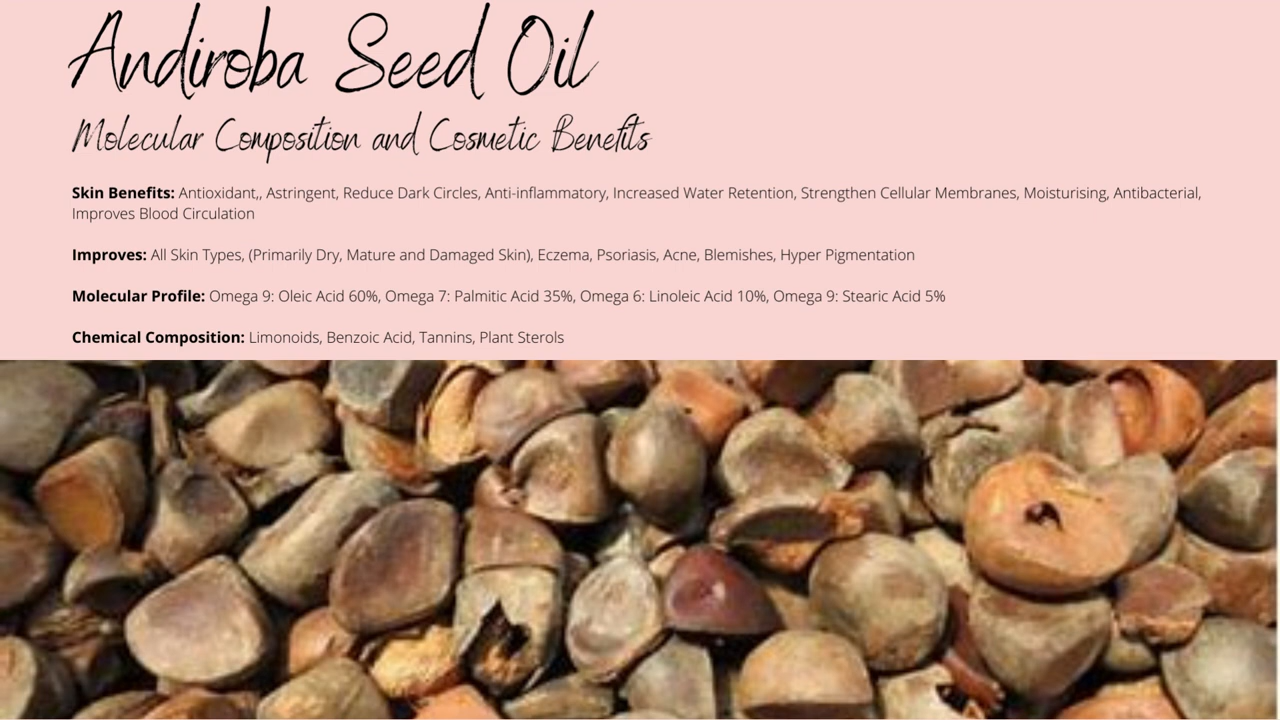 Andiroba Seed Oil
Molecular Composition and Cosmetic Benefits
Skin Benefits: Antioxidant,, Astringent, Reduce Dark Circles, Anti-inflammatory, Increased Water Retention, Strengthen Cellular Membranes, Moisturising, Antibacterial,
Improves Blood Circulation
Improves: All Skin Types, (Primarily Dry, Mature and Damaged Skin), Eczema, Psoriasis, Acne, Blemishes, Hyper Pigmentation
Molecular Profile: Omega 9: Oleic Acid 60%, Omega 7: Palmitic Acid 35%, Omega 6: Linoleic Acid 10%, Omega 9: Stearic Acid 5%
Chemical Composition: Limonoids, Benzoic Acid, Tannins, Plant Sterols